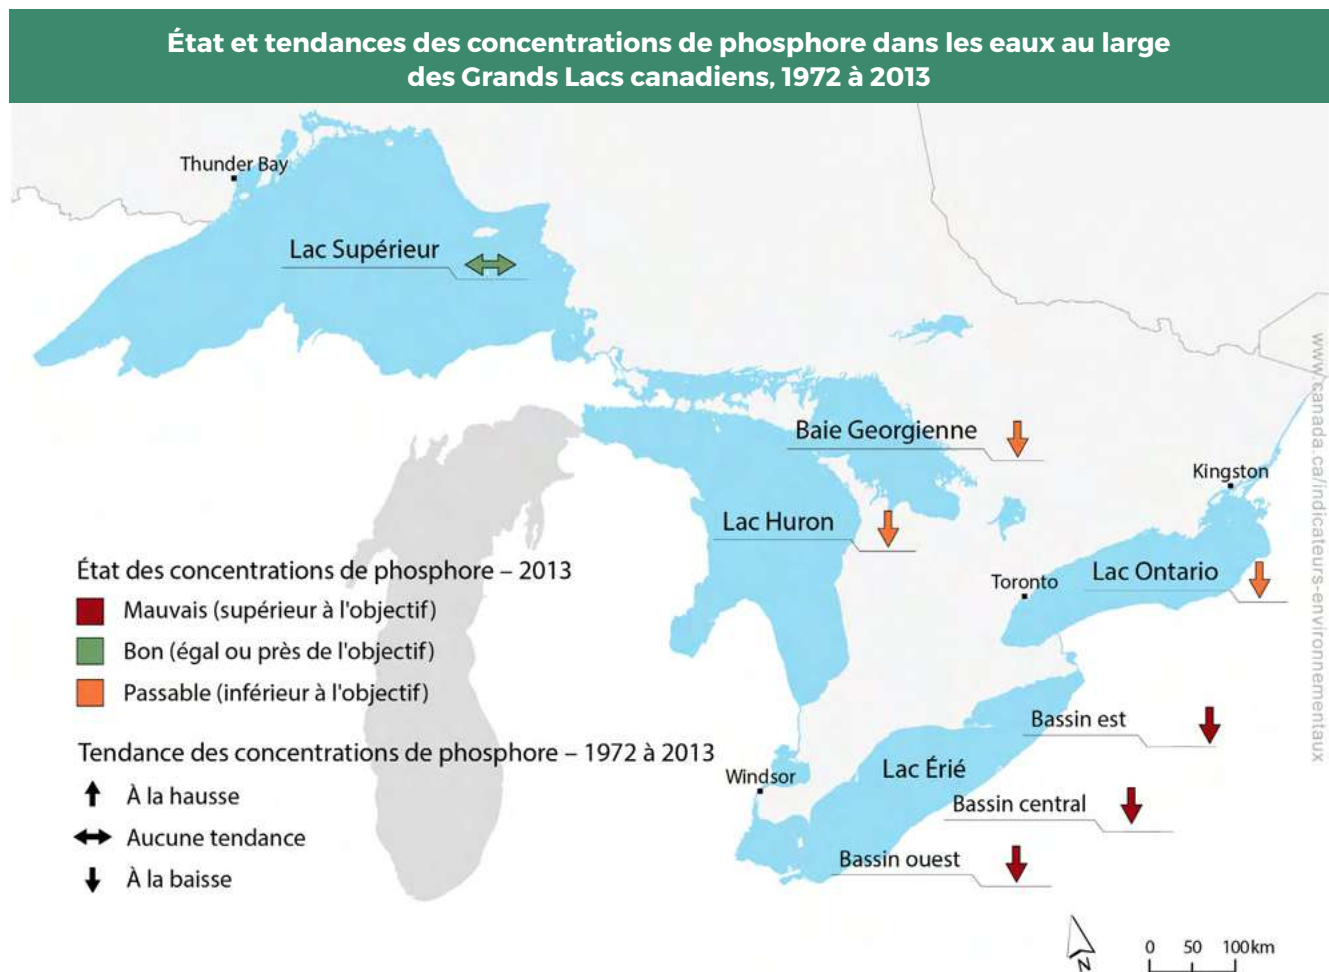 État et tendances des concentrations de phosphore dans les eaux au large
des Grands Lacs canadiens, 1972 à 2013
Thunder Bay
Lac Supérieur
Baie Georgienne
Kingston
Lac Huron
Toronto
Lac Ontario
État des concentrations de phosphore – 2013
Mauvais (supérieur à l'objectif)
Bon (égal ou près de l'objectif)
Passable (inférieur à l'objectif)
Tendance des concentrations de phosphore – 1972 à 2013
À la hausse
Aucune tendance
À la baisse
Bassin est
Windsor
Lac Érié
Bassin central
Bassin ouest
N
0 50 100 km
www.canada.ca/indicateurs-environnementaux